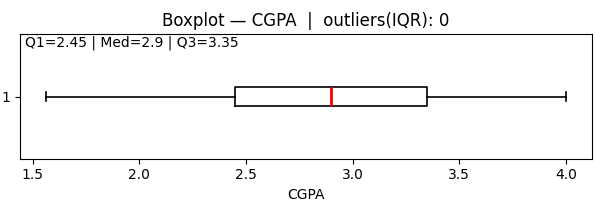 Boxplot — CGPA | outliers(IQR): 0
Q1=2.45 | Med=2.9 | Q3=3.35
1
1.5 2.0 2.5 3.0 3.5 4.0
CGPA